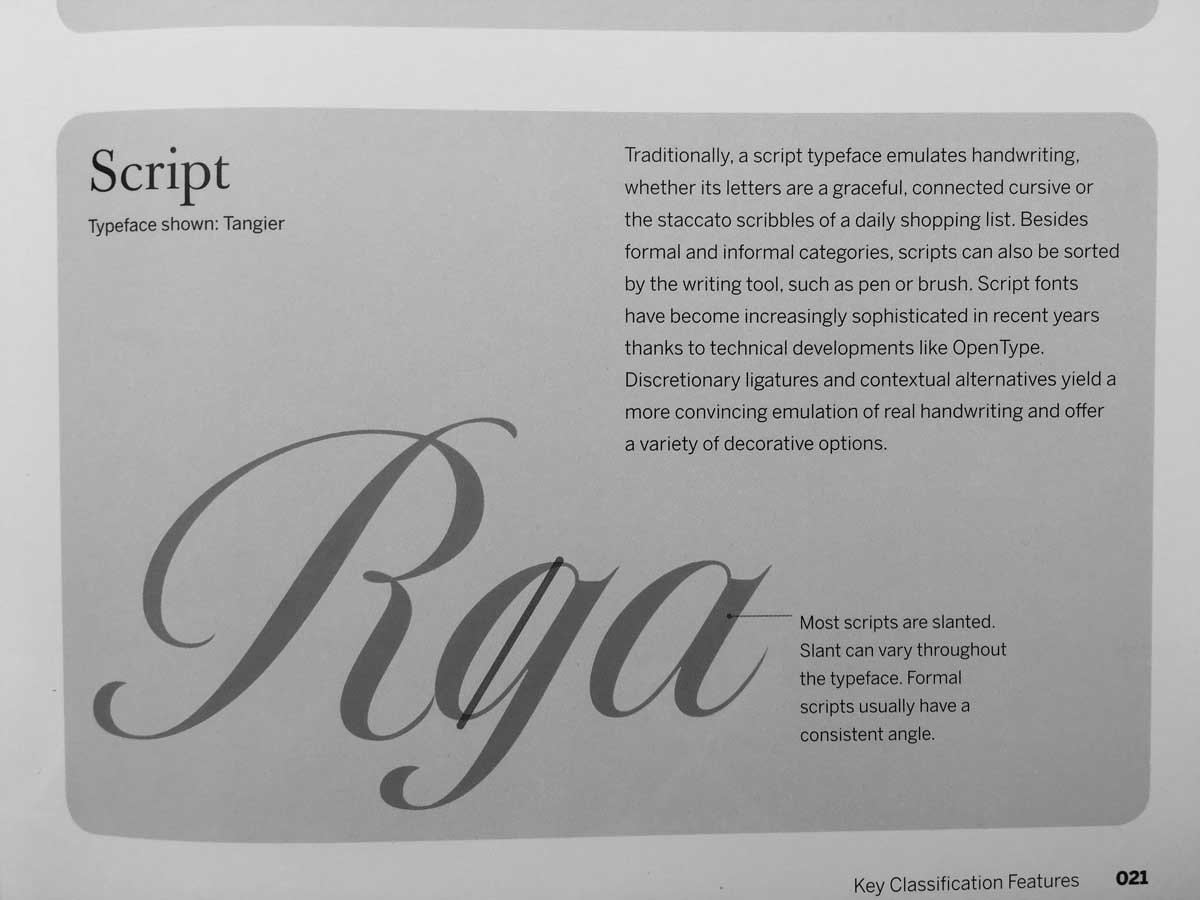 Script
Typeface shown: Tangier
Traditionally, a script typeface emulates handwriting,
whether its letters are a graceful, connected cursive or
the staccato scribbles of a daily shopping list. Besides
formal and informal categories, scripts can also be sorted
by the writing tool, such as pen or brush. Script fonts
have become increasingly sophisticated in recent years
thanks to technical developments like OpenType.
Discretionary ligatures and contextual alternatives yield a
more convincing emulation of real handwriting and offer
a variety of decorative options.
Rga
Most scripts are slanted.
Slant can vary throughout
the typeface. Formal
scripts usually have a
consistent angle.
Key Classification Features 021